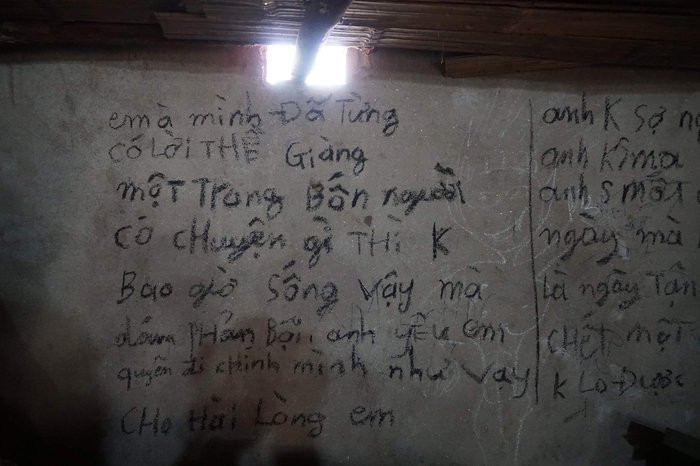 em à mình Đã Từng
CÓ LỜI THỀ Giàng
một Trong Bốn người
có cHuyện gì THÌ K
Bao giờ Sống Vậy mà
dám pHản Bội anh yêu em
quyên đi chính mình như vậy
CHo Hài Lòng em
anh K Sợ
anh
anh
ngày mà
là ngày Tận
CHết một
K Lo Được